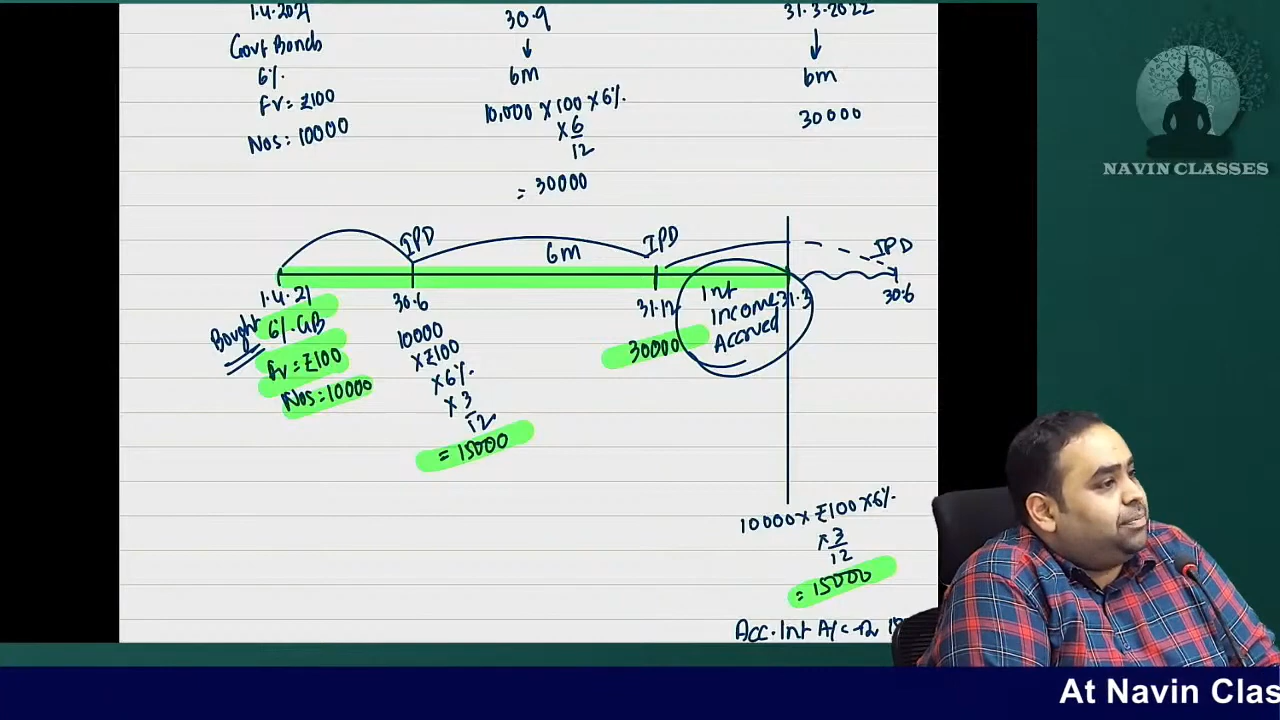 1.4.2021
30.9
31.3.2022
Govt Bonds
6%
FV = ₹100
Nos: 10000
6m
10,000 × 100 × 6%
× 6
12
= 30000
6m
30000
IPD
6m
IPD
IPD
1.4.21
30.6
31.12
31.3
30.6
Bought
6% GB
FV = ₹100
Nos = 10000
10000
× ₹100
× 6%
× 3
12
= 15000
30000
Int
Income
Accrued
10000 × ₹100 × 6%
× 3
12
= 15000
Acc. Int A/c Dr
NAVIN CLASSES
At Navin Clas